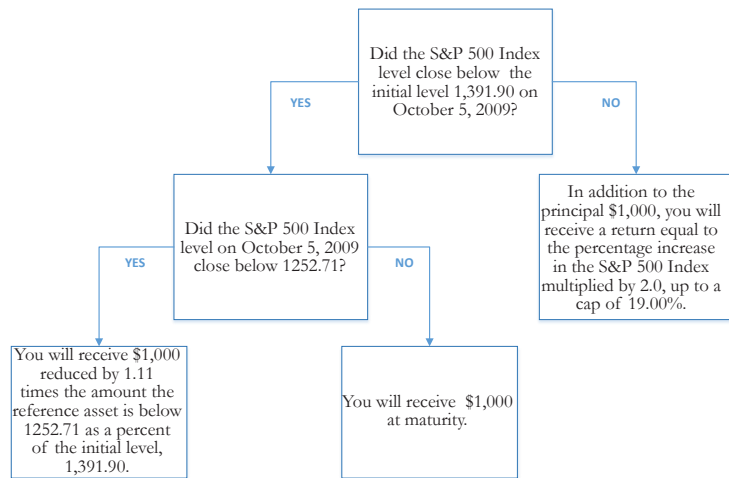 Did the S&P 500 Index
level close below the
initial level 1,391.90 on
October 5, 2009?
YES
NO
Did the S&P 500 Index
level on October 5, 2009
close below 1252.71?
In addition to the
principal $1,000, you will
receive a return equal to
the percentage increase
in the S&P 500 Index
multiplied by 2.0, up to a
cap of 19.00%.
YES
NO
You will receive $1,000
reduced by 1.11
times the amount the
reference asset is below
1252.71 as a percent
of the initial level,
1,391.90.
You will receive $1,000
at maturity.